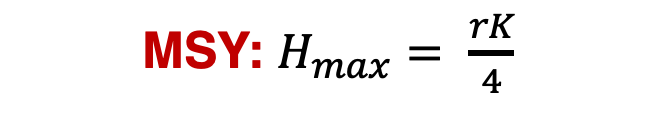 MSY: H_max = rK/4